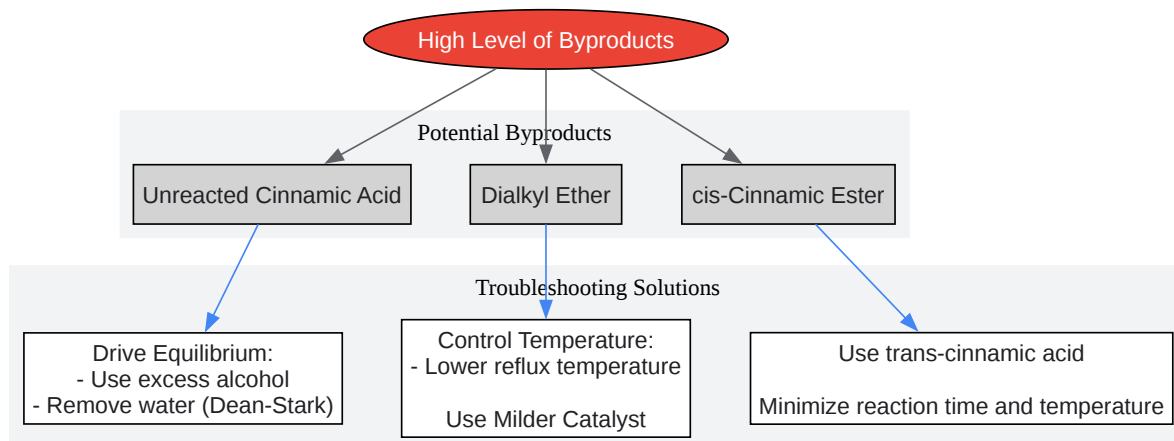 High Level of Byproducts
Potential Byproducts
Unreacted Cinnamic Acid
Dialkyl Ether
cis-Cinnamic Ester
Troubleshooting Solutions
Drive Equilibrium:
- Use excess alcohol
- Remove water (Dean-Stark)
Control Temperature:
- Lower reflux temperature
Use Milder Catalyst
Use trans-cinnamic acid
Minimize reaction time and temperature